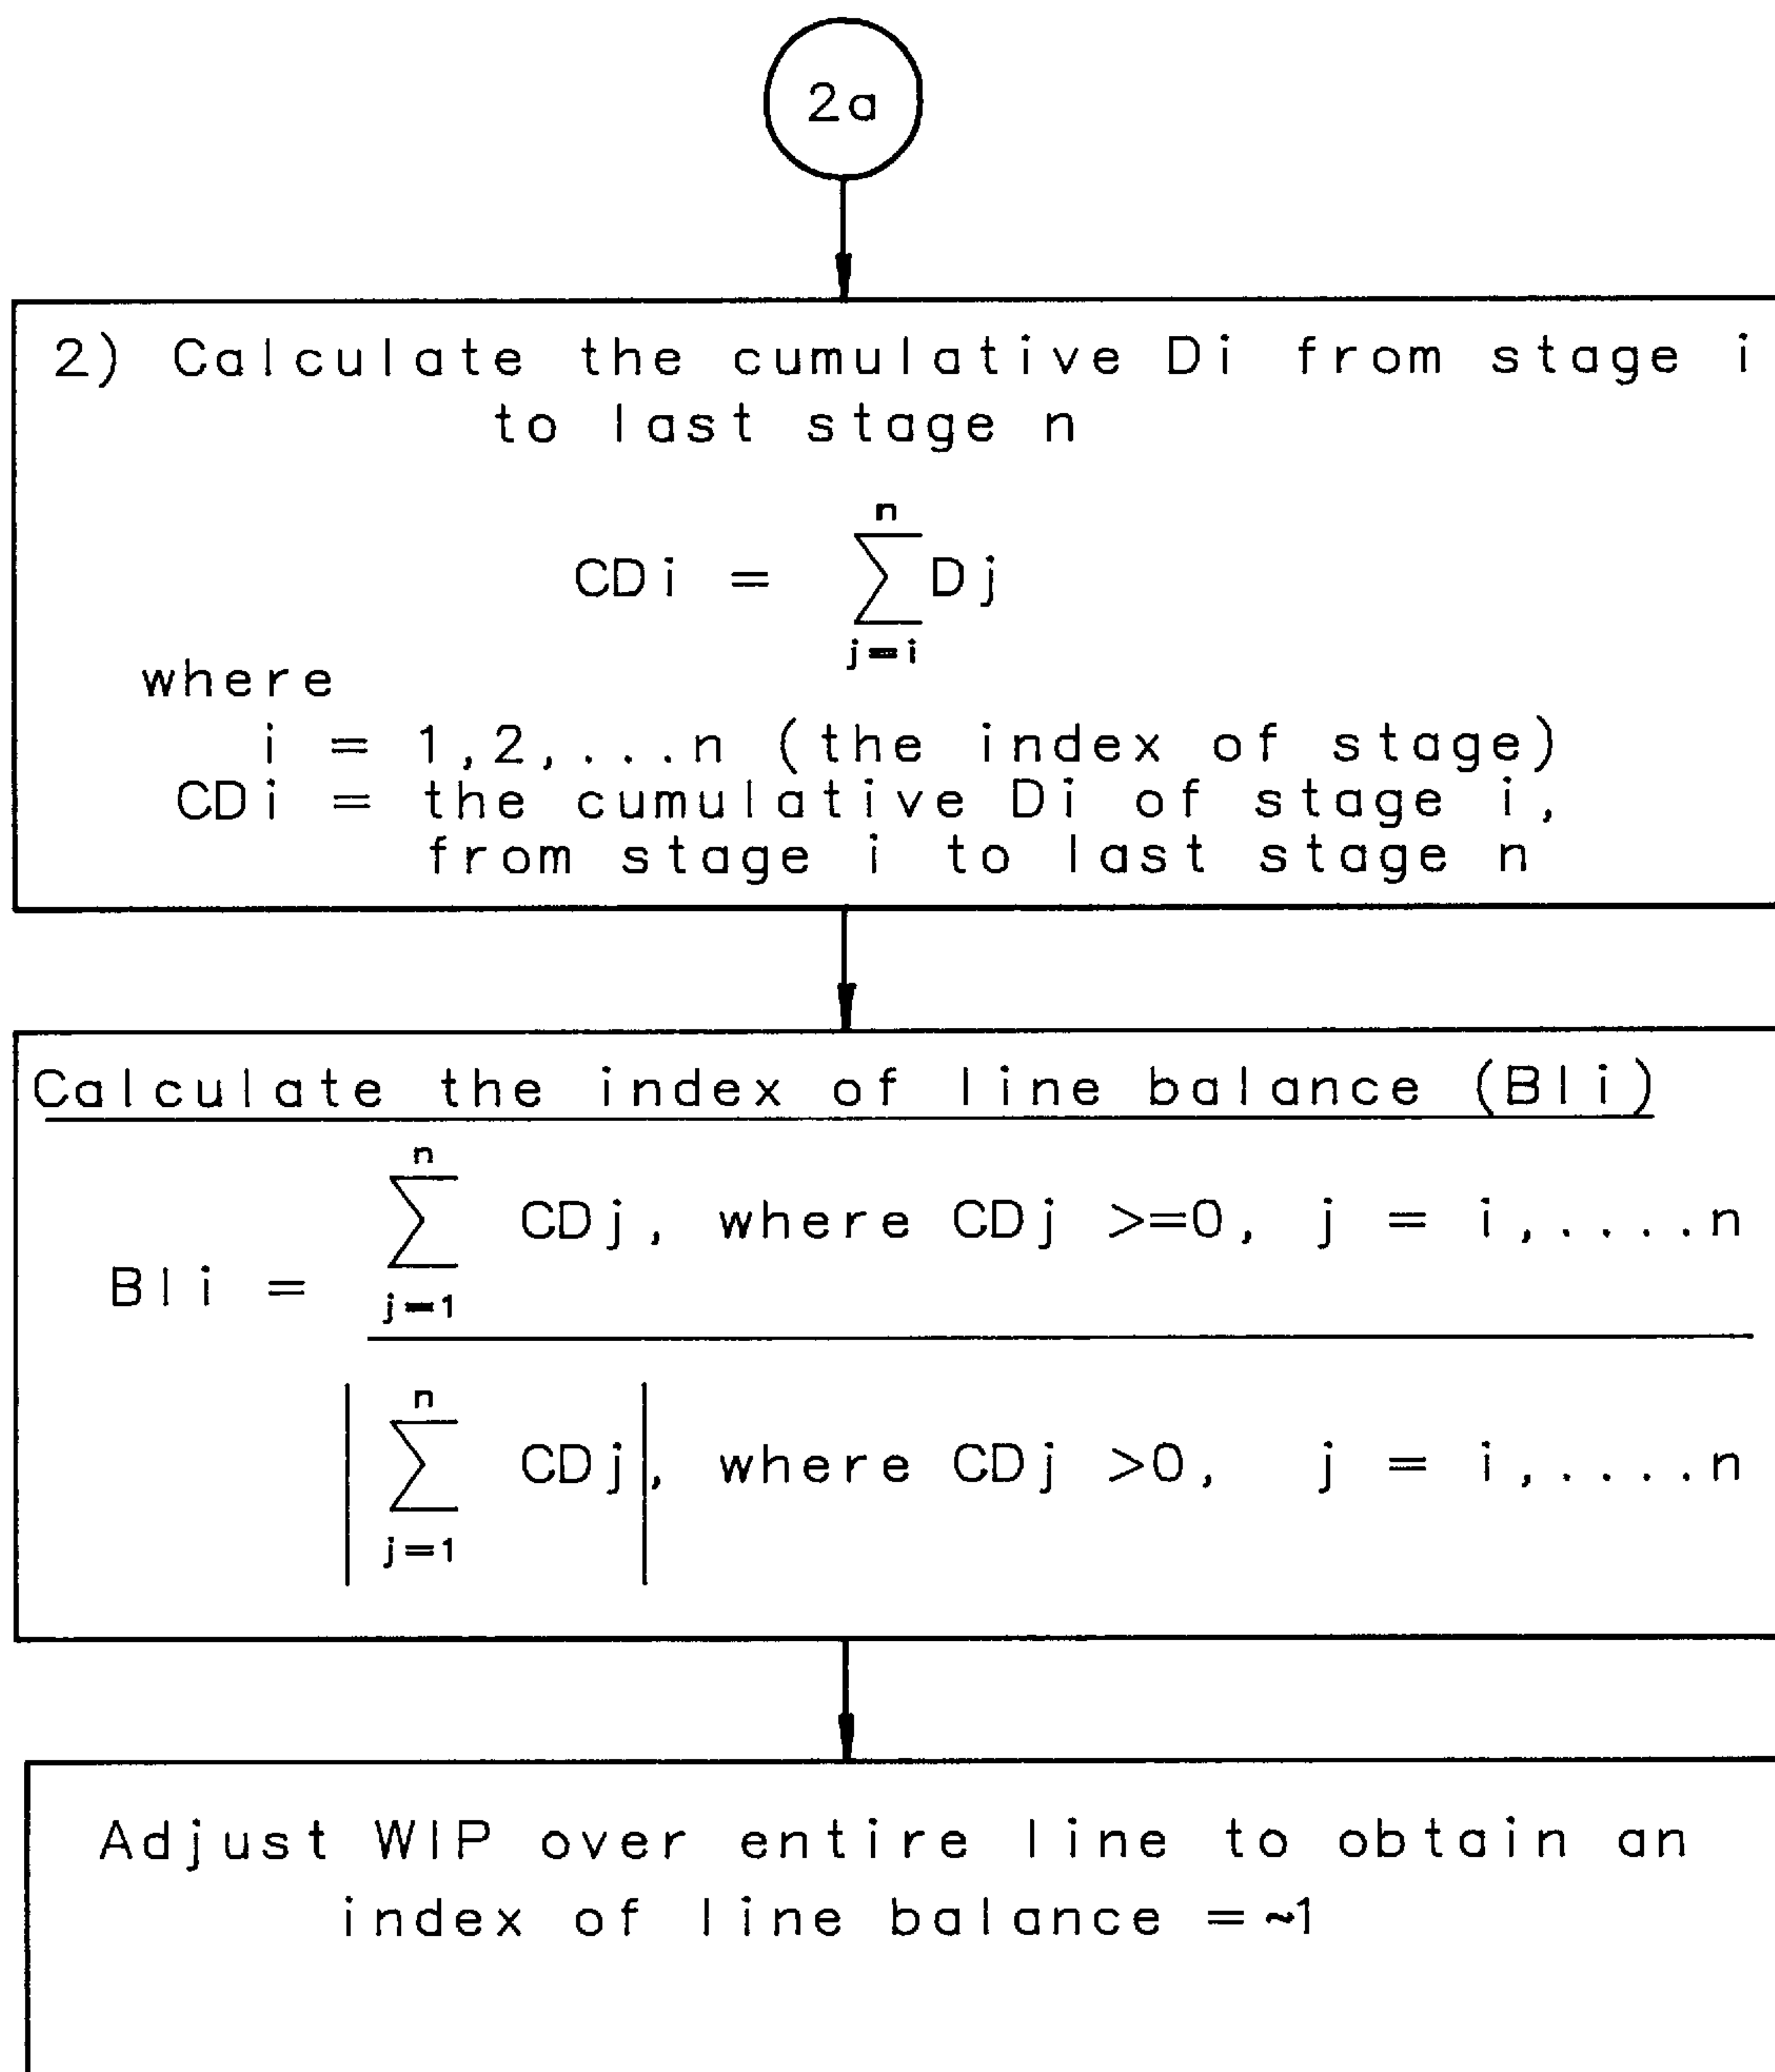 2a
2) Calculate the cumulative Di from stage i
to last stage n
n
CDi = ∑ Dj
j=i
where
i = 1,2,...n (the index of stage)
CDi = the cumulative Di of stage i,
from stage i to last stage n
Calculate the index of line balance (BIi)
n
∑ CDj, where CDj >=0, j = i,....n
BIi =
j=1
n
|∑ CDj|, where CDj >0, j = i,....n
j=1
Adjust WIP over entire line to obtain an
index of line balance =~1